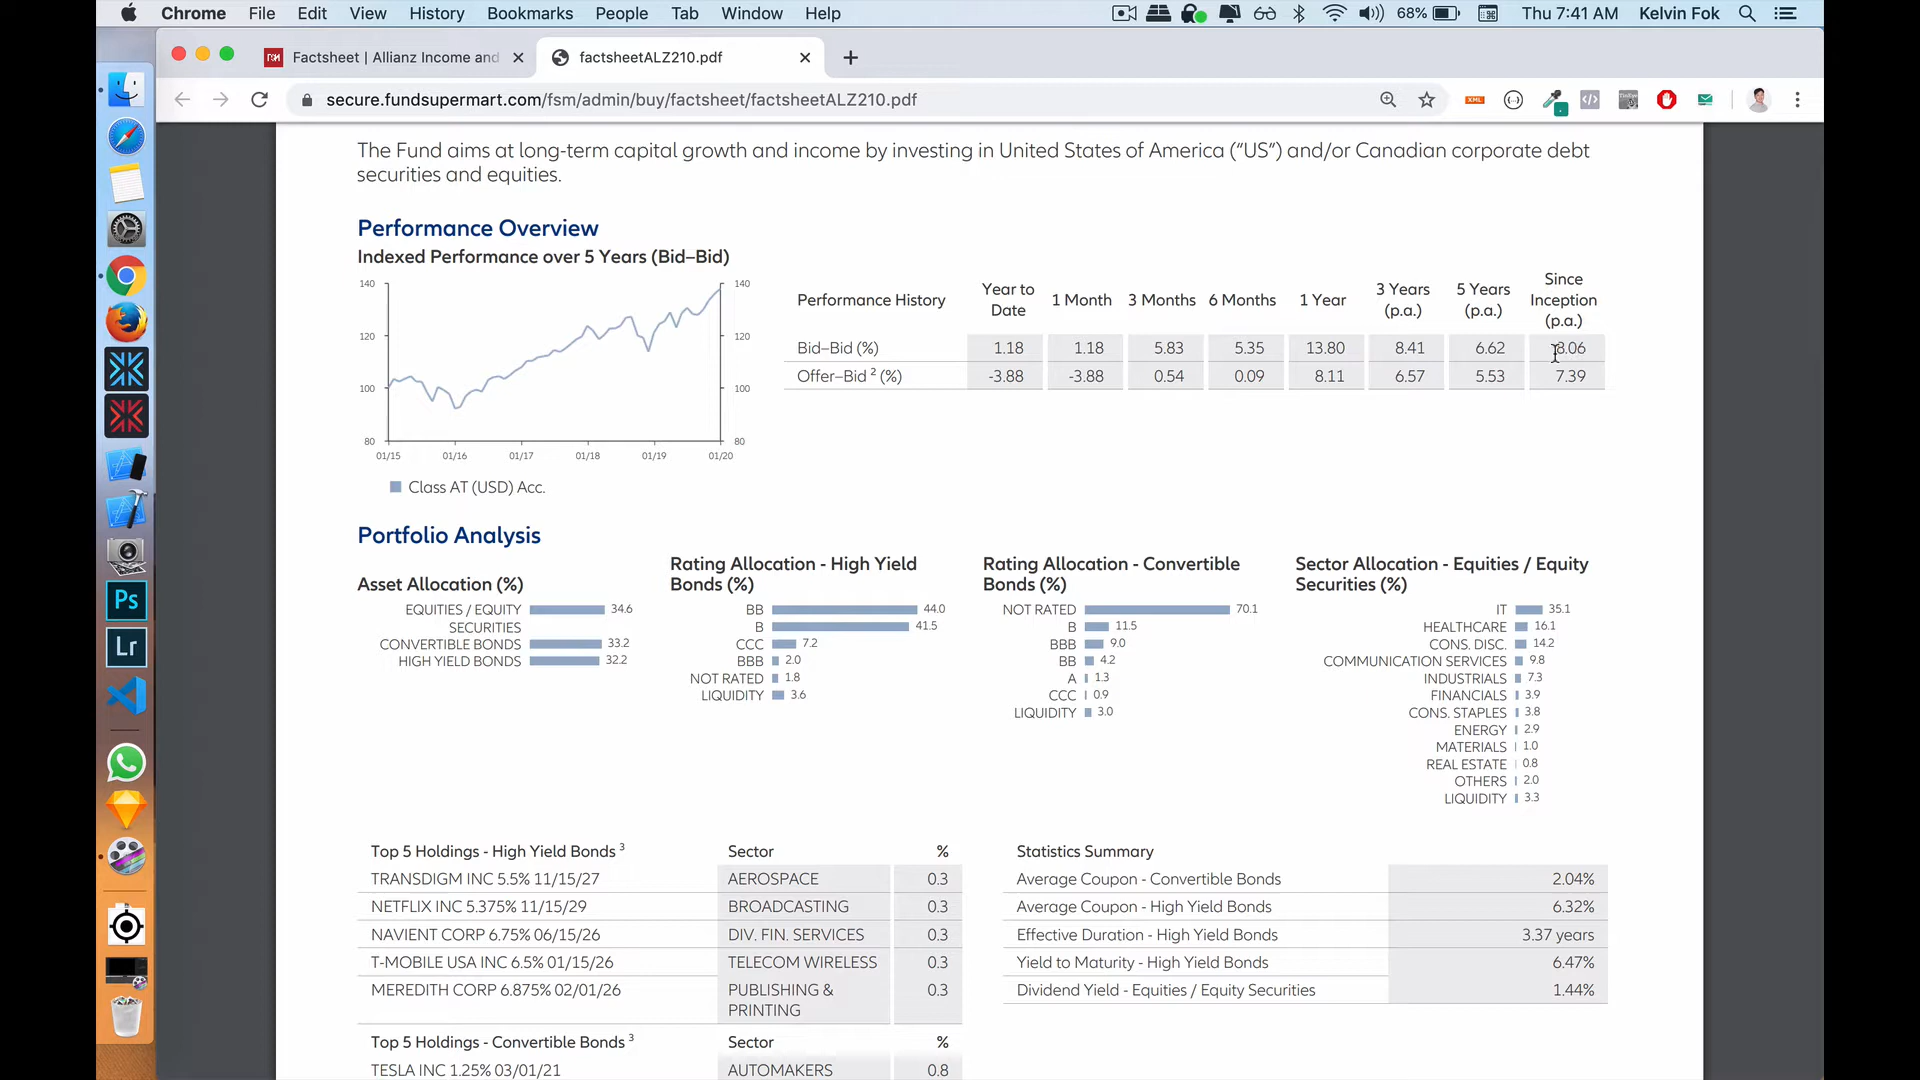 Chrome File Edit View History Bookmarks People Tab Window Help 68% Thu 7:41 AM Kelvin Fok
Factsheet | Allianz Income and
factsheetALZ210.pdf
secure.fundsupermart.com/fsm/admin/buy/factsheet/factsheetALZ210.pdf
XML
The Fund aims at long-term capital growth and income by investing in United States of America (“US”) and/or Canadian corporate debt
securities and equities.
Performance Overview
Indexed Performance over 5 Years (Bid–Bid)
140 140
120 120
100 100
80 80
01/15 01/16 01/17 01/18 01/19 01/20
Class AT (USD) Acc.
Performance History Year to Date 1 Month 3 Months 6 Months 1 Year 3 Years (p.a.) 5 Years (p.a.) Since Inception (p.a.)
Bid–Bid (%) 1.18 1.18 5.83 5.35 13.80 8.41 6.62 8.06
Offer–Bid 2 (%) -3.88 -3.88 0.54 0.09 8.11 6.57 5.53 7.39
Portfolio Analysis
Asset Allocation (%)
EQUITIES / EQUITY SECURITIES 34.6
CONVERTIBLE BONDS 33.2
HIGH YIELD BONDS 32.2
Rating Allocation - High Yield
Bonds (%)
BB 44.0
B 41.5
CCC 7.2
BBB 2.0
NOT RATED 1.8
LIQUIDITY 3.6
Rating Allocation - Convertible
Bonds (%)
NOT RATED 70.1
B 11.5
BBB 9.0
BB 4.2
A 1.3
CCC 0.9
LIQUIDITY 3.0
Sector Allocation - Equities / Equity
Securities (%)
IT 35.1
HEALTHCARE 16.1
CONS. DISC. 14.2
COMMUNICATION SERVICES 9.8
INDUSTRIALS 7.3
FINANCIALS 3.9
CONS. STAPLES 3.8
ENERGY 2.9
MATERIALS 1.0
REAL ESTATE 0.8
OTHERS 2.0
LIQUIDITY 3.3
Top 5 Holdings - High Yield Bonds 3 Sector %
TRANSDIGM INC 5.5% 11/15/27 AEROSPACE 0.3
NETFLIX INC 5.375% 11/15/29 BROADCASTING 0.3
NAVIENT CORP 6.75% 06/15/26 DIV. FIN. SERVICES 0.3
T-MOBILE USA INC 6.5% 01/15/26 TELECOM WIRELESS 0.3
MEREDITH CORP 6.875% 02/01/26 PUBLISHING & PRINTING 0.3
Top 5 Holdings - Convertible Bonds 3 Sector %
TESLA INC 1.25% 03/01/21 AUTOMAKERS 0.8
Statistics Summary
Average Coupon - Convertible Bonds 2.04%
Average Coupon - High Yield Bonds 6.32%
Effective Duration - High Yield Bonds 3.37 years
Yield to Maturity - High Yield Bonds 6.47%
Dividend Yield - Equities / Equity Securities 1.44%
Ps
Lr